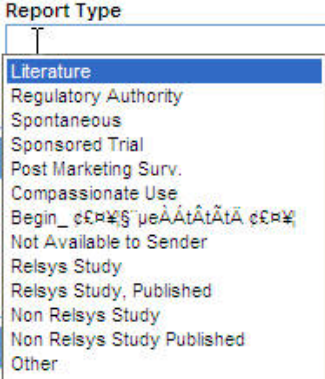 Report Type
Literature
Regulatory Authority
Spontaneous
Sponsored Trial
Post Marketing Surv.
Compassionate Use
Begin_ ¢£¤¥¦§¨µeÀÁtÂtÃtÄ ¢£¤¥¦
Not Available to Sender
Relsys Study
Relsys Study, Published
Non Relsys Study
Non Relsys Study Published
Other